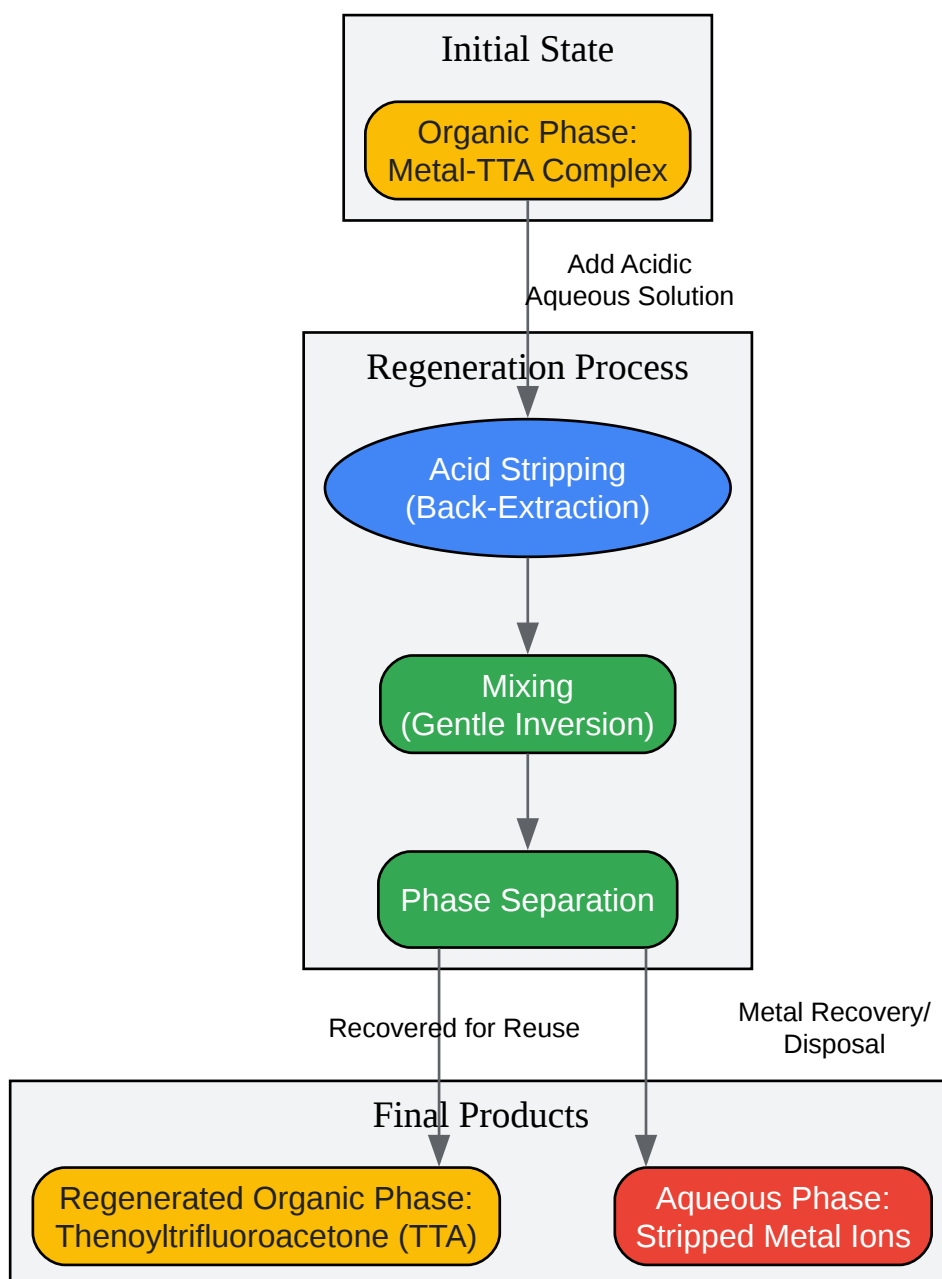 Initial State
Organic Phase:
Metal-TTA Complex
Add Acidic
Aqueous Solution
Regeneration Process
Acid Stripping
(Back-Extraction)
Mixing
(Gentle Inversion)
Phase Separation
Recovered for Reuse
Metal Recovery/
Disposal
Final Products
Regenerated Organic Phase:
Thenoyltrifluoroacetone (TTA)
Aqueous Phase:
Stripped Metal Ions